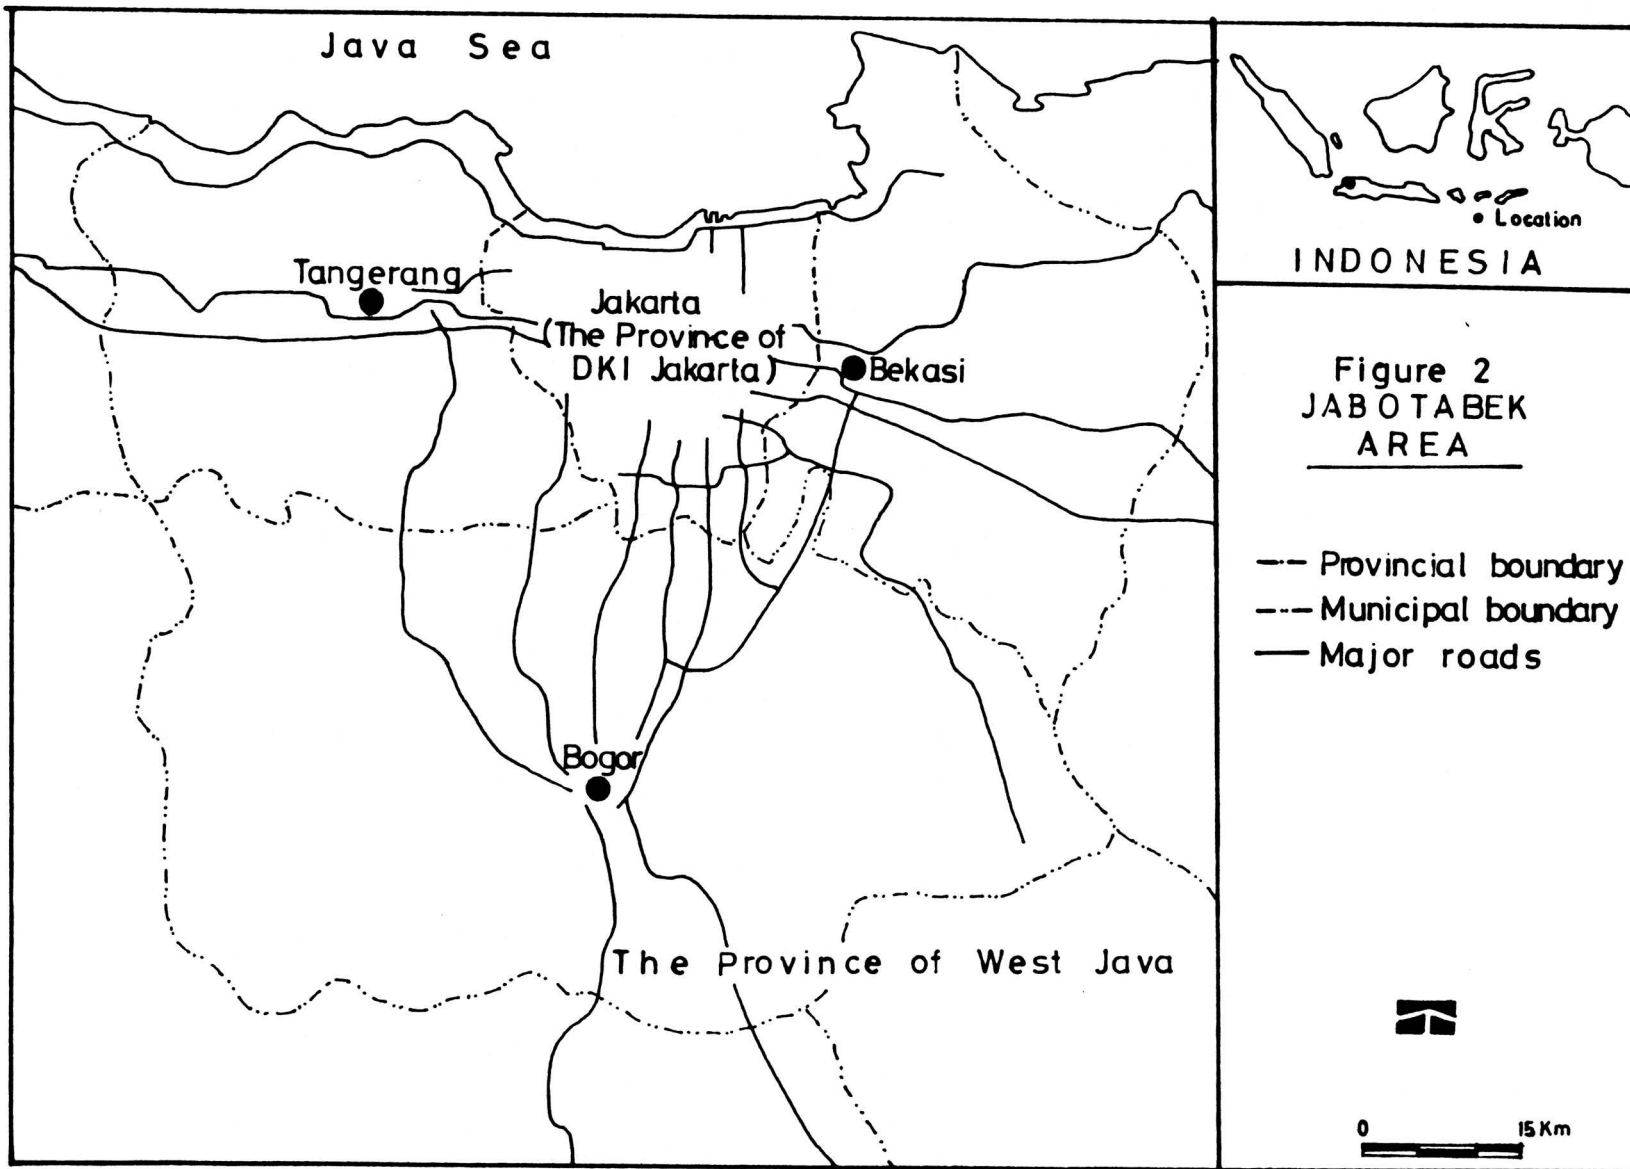 Java Sea
Tangerang
Jakarta
(The Province of
DKI Jakarta)
Bekasi
Bogor
The Province of West Java
Location
INDONESIA
Figure 2
JABOTABEK
AREA
Provincial boundary
Municipal boundary
Major roads
0 15 Km